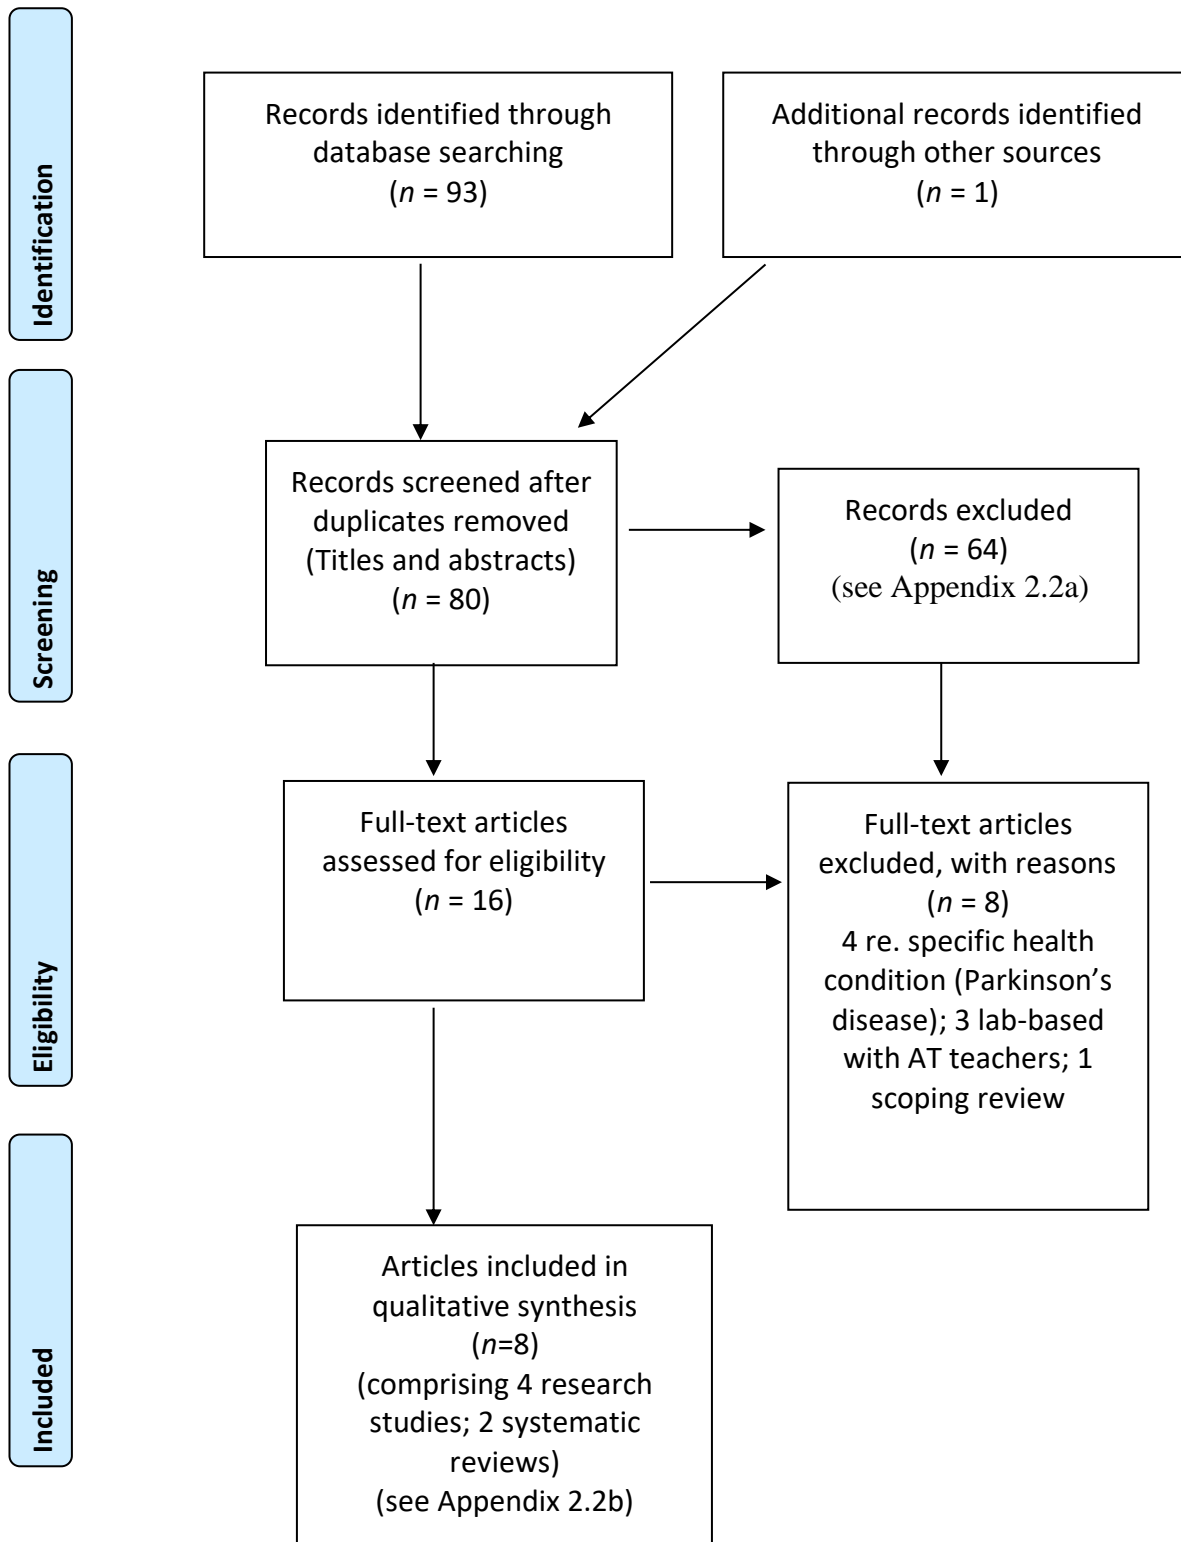 Identification
Records identified through
database searching
(n = 93)
Additional records identified
through other sources
(n = 1)
Screening
Records screened after
duplicates removed
(Titles and abstracts)
(n = 80)
Records excluded
(n = 64)
(see Appendix 2.2a)
Eligibility
Full-text articles
assessed for eligibility
(n = 16)
Full-text articles
excluded, with reasons
(n = 8)
4 re. specific health
condition (Parkinson’s
disease); 3 lab-based
with AT teachers; 1
scoping review
Included
Articles included in
qualitative synthesis
(n=8)
(comprising 4 research
studies; 2 systematic
reviews)
(see Appendix 2.2b)